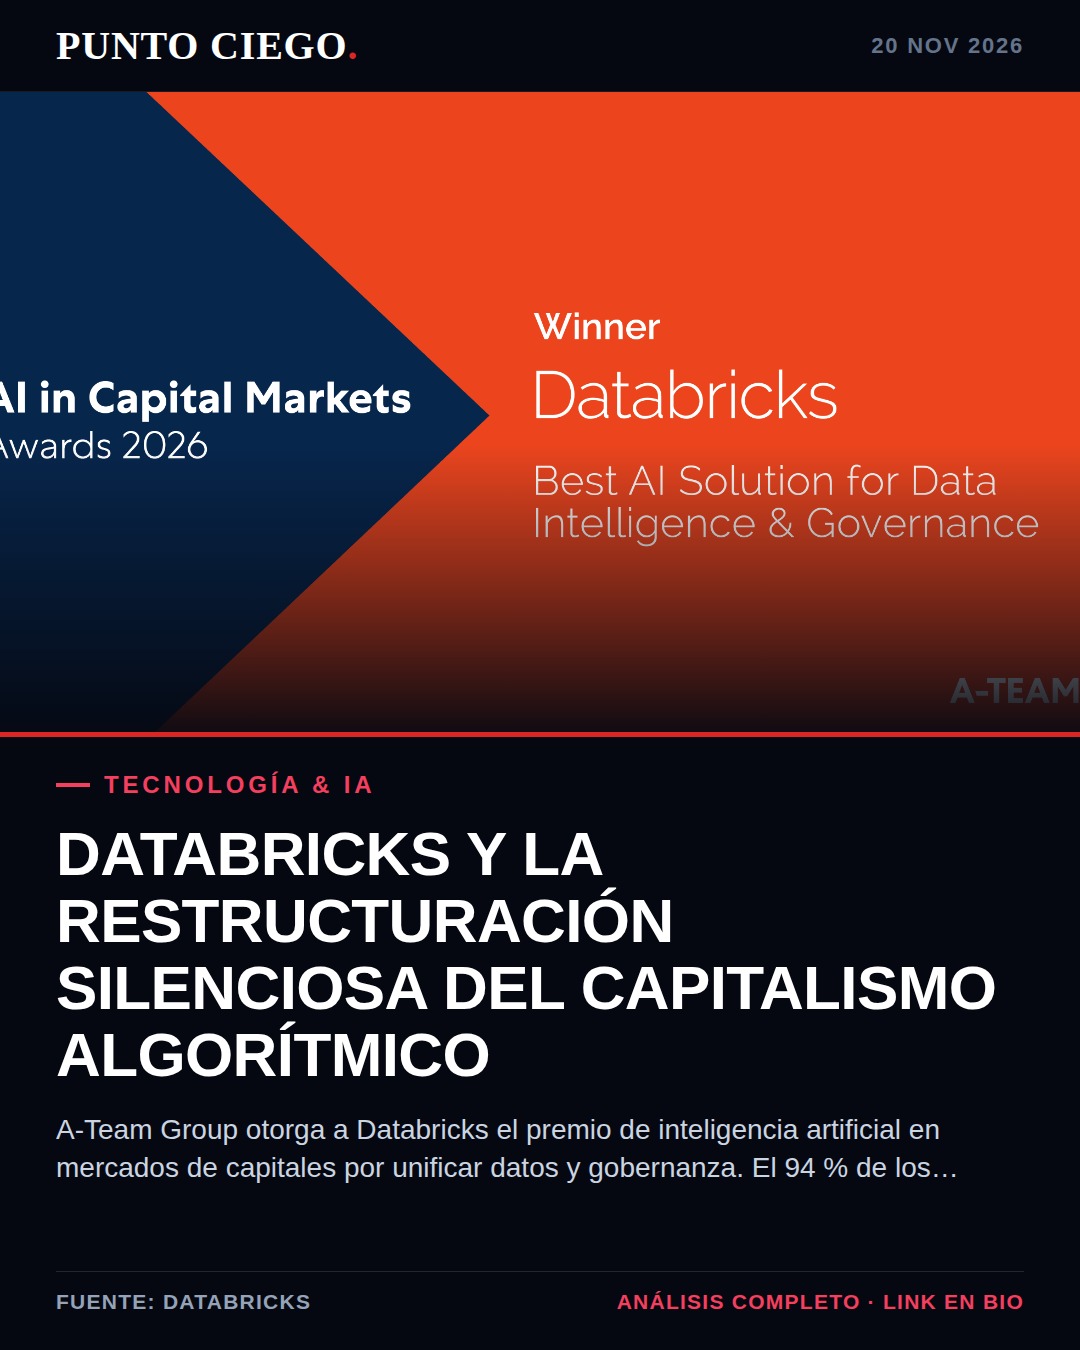 PUNTO CIEGO.
20 NOV 2026
AI in Capital Markets
Awards 2026
Winner
Databricks
Best AI Solution for Data
Intelligence & Governance
A-TEAM
TECNOLOGÍA & IA
DATABRICKS Y LA
RESTRUCTURACIÓN
SILENCIOSA DEL CAPITALISMO
ALGORÍTMICO
A-Team Group otorga a Databricks el premio de inteligencia artificial en
mercados de capitales por unificar datos y gobernanza. El 94 % de los…
FUENTE: DATABRICKS
ANÁLISIS COMPLETO · LINK EN BIO